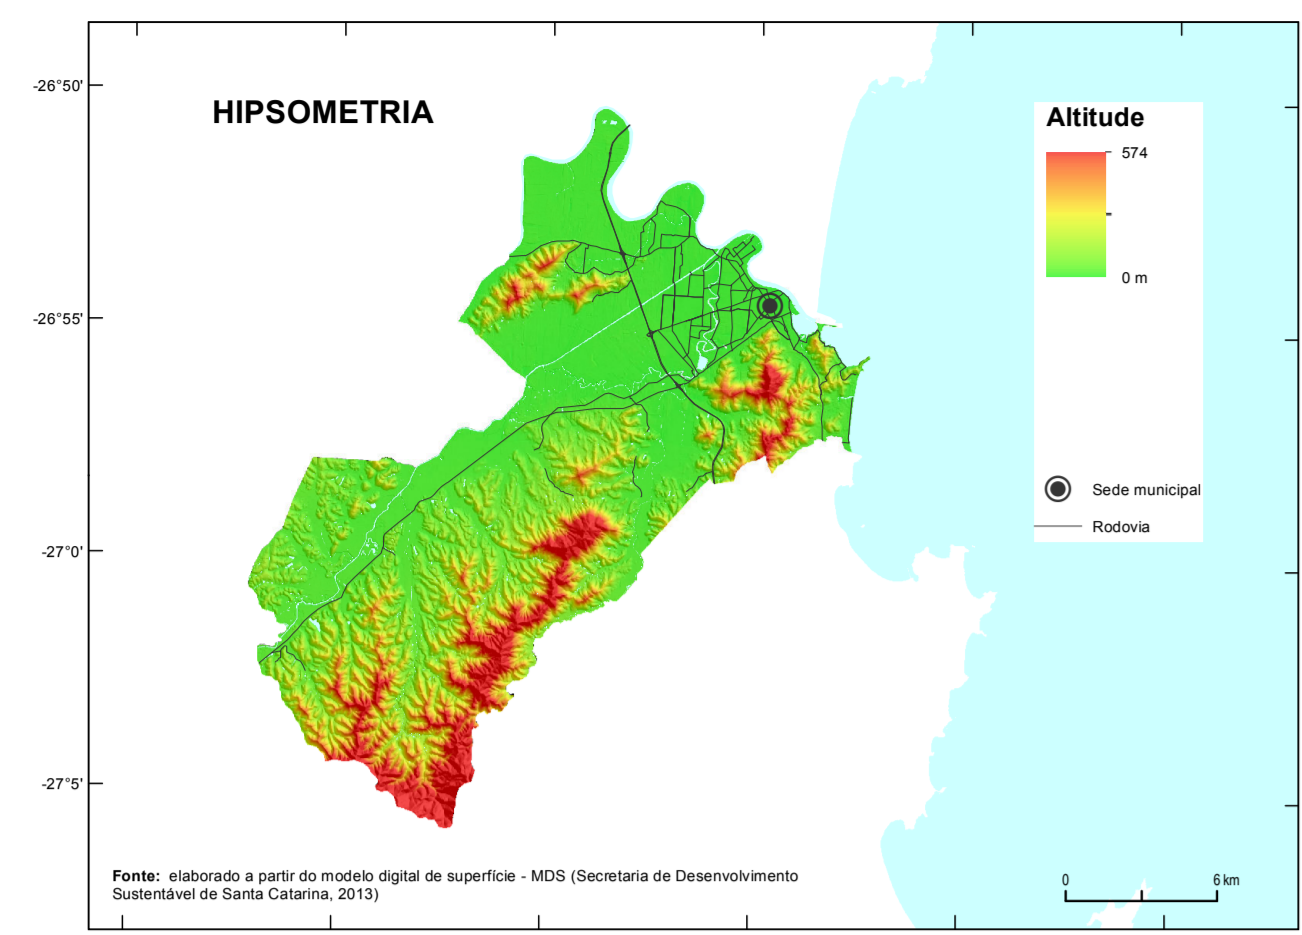 -26°50'
HIPSOMETRIA
Altitude
574
0 m
-26°55'
Sede municipal
Rodovia
-27°0'
-27°5'
Fonte: elaborado a partir do modelo digital de superfície - MDS (Secretaria de Desenvolvimento
Sustentável de Santa Catarina, 2013)
0 6 km